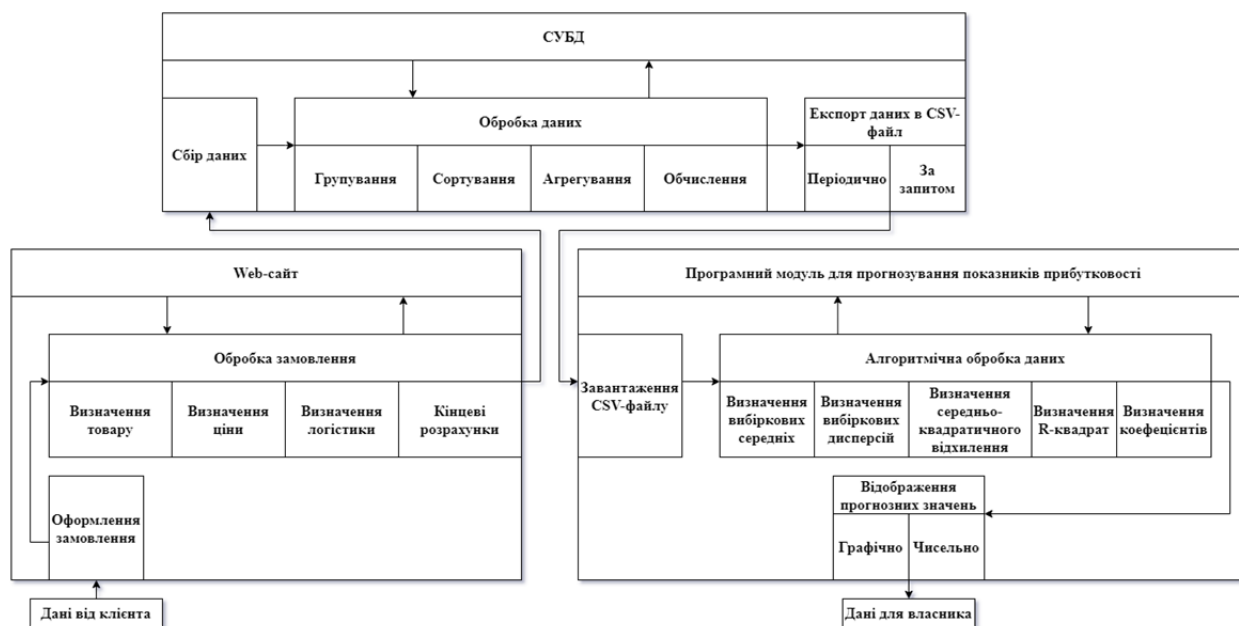 СУБД
Збір даних
Обробка даних
Групування
Сортування
Агрегування
Обчислення
Експорт даних в CSV-
файл
Періодично
За
запитом
Web-сайт
Обробка замовлення
Визначення
товару
Визначення
ціни
Визначення
логістики
Кінцеві
розрахунки
Оформлення
замовлення
Дані від клієнта
Програмний модуль для прогнозування показників прибутковості
Завантаження
CSV-файлу
Алгоритмічна обробка даних
Визначення
вибіркових
середніх
Визначення
вибіркових
дисперсій
Визначення
середньо-
квадратичного
відхилення
Визначення
R-квадрат
Визначення
коефецієнтів
Відображення
прогнозних значень
Графічно
Чисельно
Дані для власника